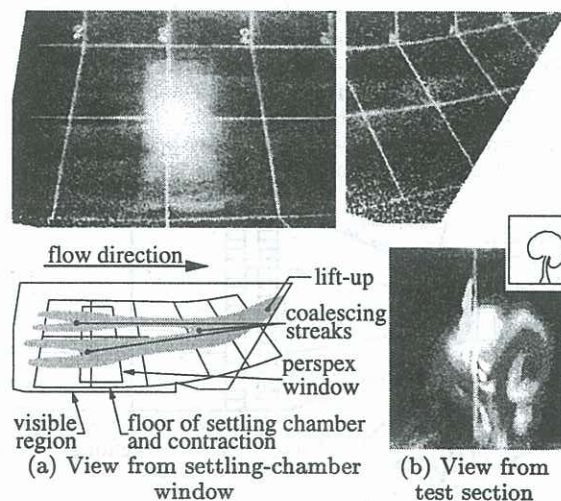 flow direction
lift-up
coalescing
streaks
perspex
window
visible
region
floor of settling chamber
and contraction
(a) View from settling-chamber
window
(b) View from
test section